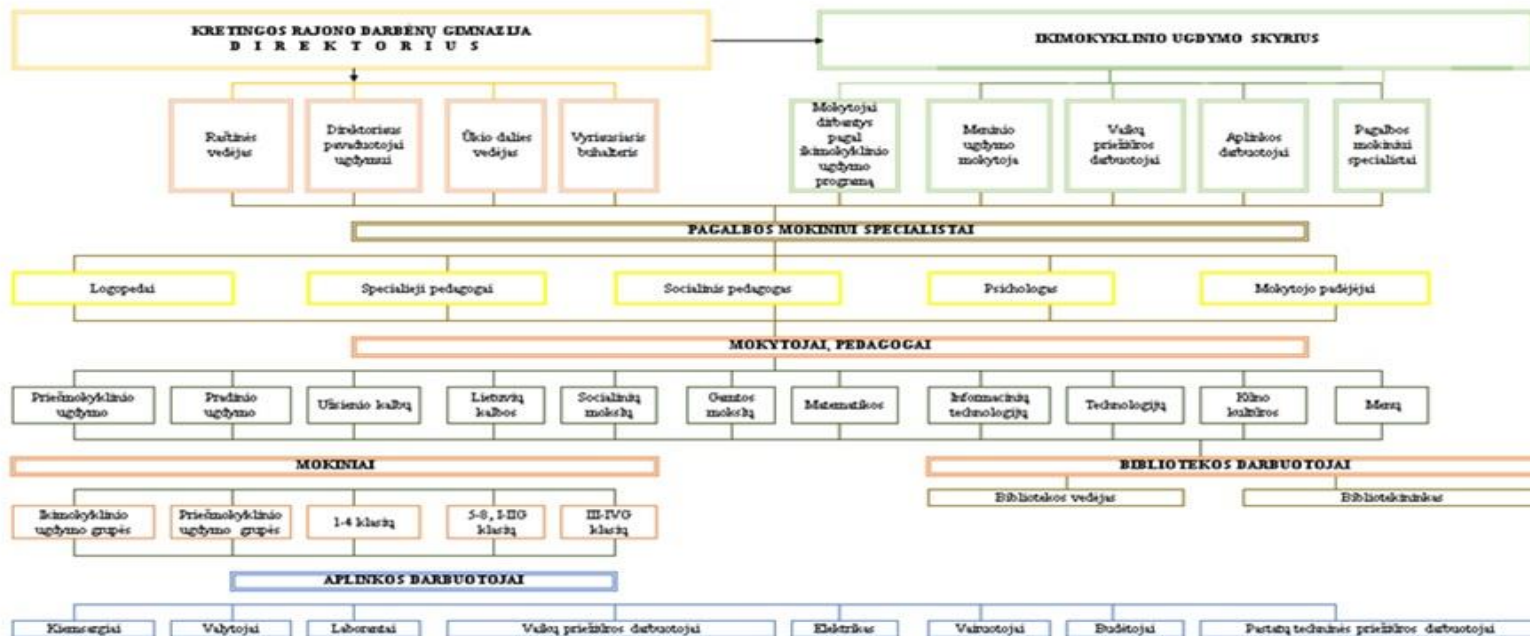 KRETINGOS RAJONO DARBĖNŲ GIMNAZIJA
D I R E K T O R I U S
IKIMOKYKLINIO UGDYMO SKYRIUS
Raštinės
vedėjas
Direktoriaus
pavaduotojai
ugdymui
Ūkio dalies
vedėjas
Vyriausiasis
buhalteris
Mokytojai
dirbantys
pagal
ikimokyklinio
ugdymo
programą
Meninio
ugdymo
mokytoja
Vaikų
priežiūros
darbuotojai
Aplinkos
darbuotojai
Pagalbos
mokiniui
specialistai
PAGALBOS MOKINIUI SPECIALISTAI
Logopedai
Specialieji pedagogai
Socialinis pedagogas
Psichologas
Mokytojo padėjėjai
MOKYTOJAI, PEDAGOGAI
Priešmokyklinio
ugdymo
Pradinio
ugdymo
Užsienio kalbų
Lietuvių
kalbos
Socialinių
mokslų
Gamtos
mokslų
Matematikos
Informacinių
technologijų
Technologijų
Kūno
kultūros
Menų
MOKINIAI
BIBLIOTEKOS DARBUOTOJAI
Bibliotekos vedėjas
Bibliotekininkas
Ikimokyklinio
ugdymo grupės
Priešmokyklinio
ugdymo grupės
1-4 klasių
5-8, I-IIG
klasių
III-IVG
klasių
APLINKOS DARBUOTOJAI
Kiemsargiai
Valytojai
Laborantai
Vaikų priežiūros darbuotojai
Elektrikas
Vairuotojai
Budėtojai
Pastatų techninės priežiūros darbuotojai